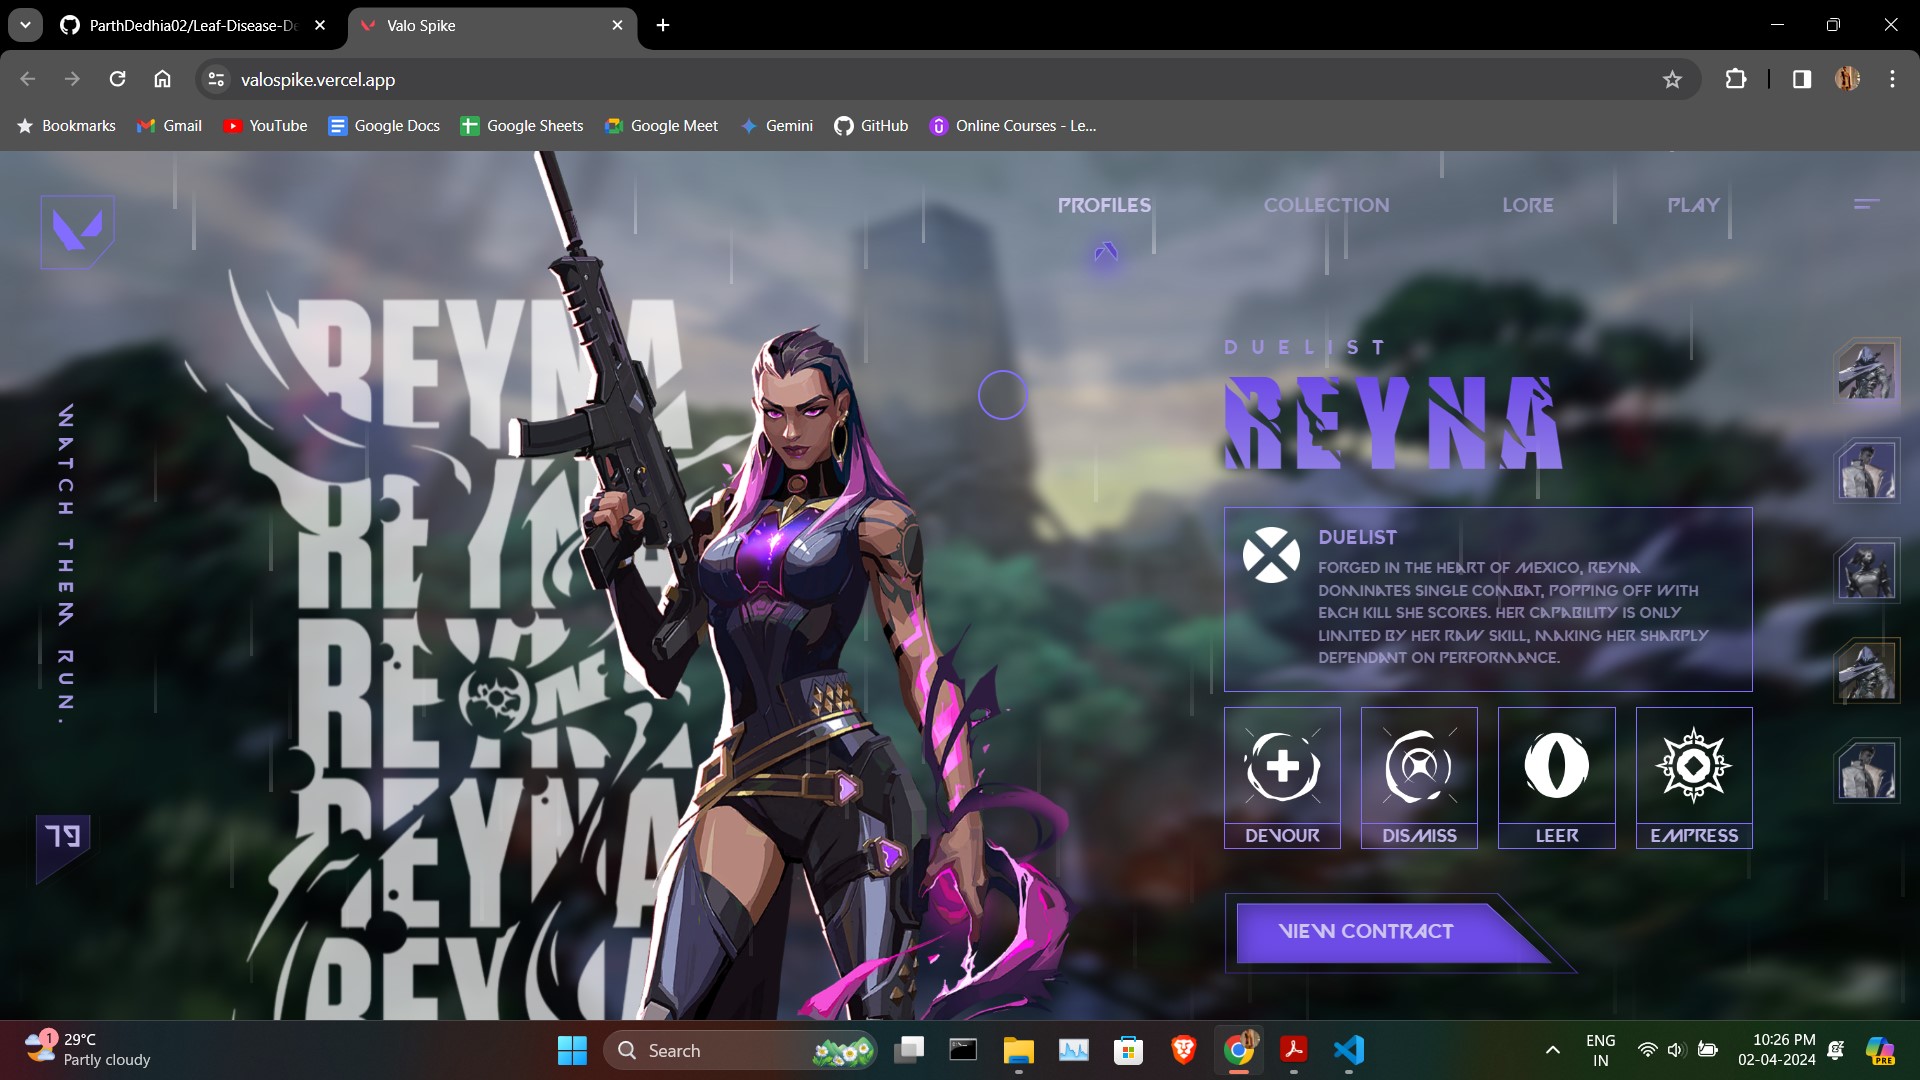 ParthDedhia02/Leaf-Disease-De
Valo Spike
valospike.vercel.app
Bookmarks
Gmail
YouTube
Google Docs
Google Sheets
Google Meet
Gemini
GitHub
Online Courses - Le...
PROFILES
COLLECTION
LORE
PLAY
WATCH THEM RUN.
79
REYNA
REYNA
REYNA
REYNA
REYNA
DUELIST
REYNA
DUELIST
FORGED IN THE HEART OF MEXICO, REYNA
DOMINATES SINGLE COMBAT, POPPING OFF WITH
EACH KILL SHE SCORES. HER CAPABILITY IS ONLY
LIMITED BY HER RAW SKILL, MAKING HER SHARPLY
DEPENDANT ON PERFORMANCE.
DEVOUR
DISMISS
LEER
EMPRESS
VIEW CONTRACT
1
29°C
Partly cloudy
Search
ENG
IN
10:26 PM
02-04-2024
PRE